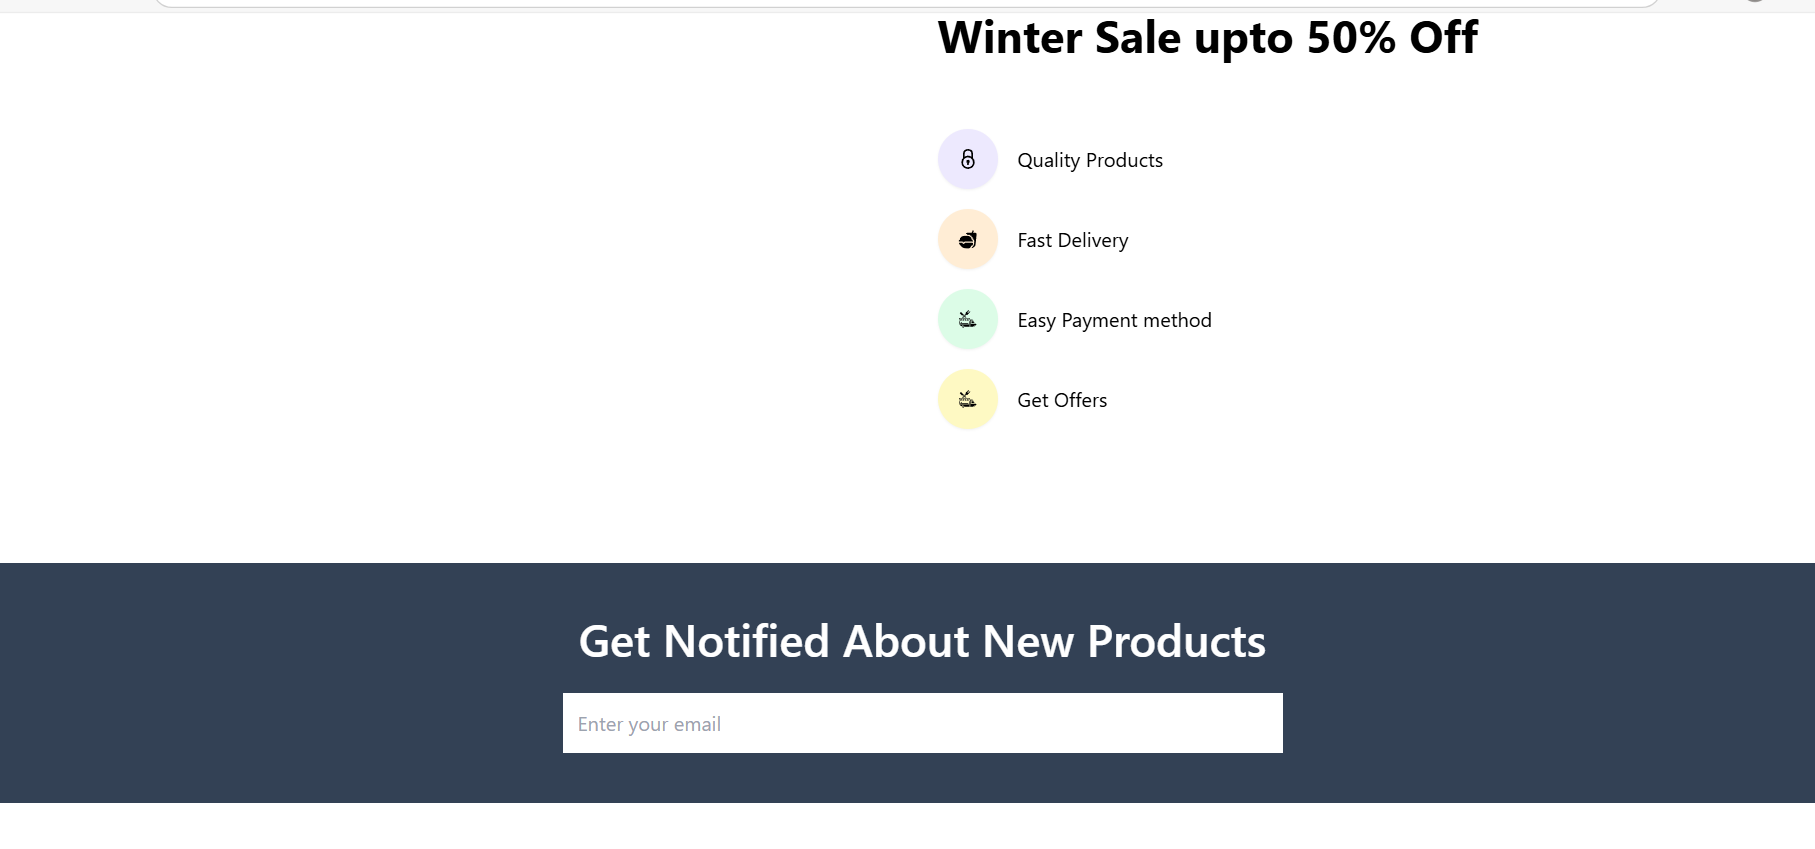 Winter Sale upto 50% Off
Quality Products
Fast Delivery
Easy Payment method
Get Offers
Get Notified About New Products
Enter your email